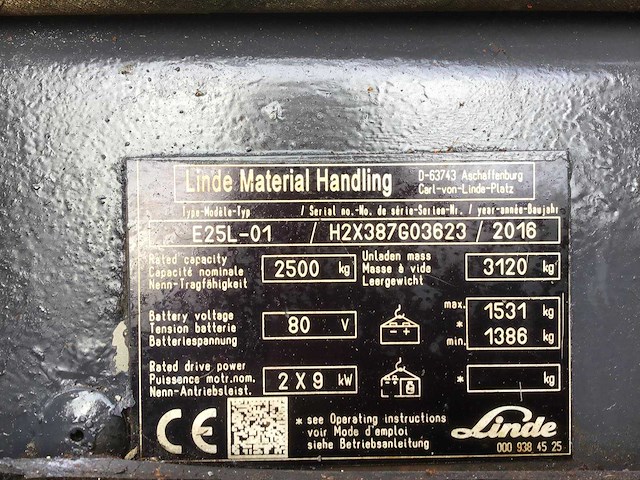 Linde Material Handling D-63743 Aschaffenburg
Carl-von-Linde-Platz
Type-Modèle-Typ / Serial no.-No. de série-Serien-Nr. / year-année-Baujahr
E25L-01 / H2X387G03623 / 2016
Rated capacity
Capacité nominale
Nenn-Tragfähigkeit
2500 kg
Unladen mass
Masse à vide
Leergewicht
3120 kg
Battery voltage
Tension batterie
Batteriespannung
80 V
max. 1531 kg
*
min. 1386 kg
Rated drive power
Puissance motr.nom.
Nenn-Antriebsleist.
2 X 9 kW
* kg
CE
* see Operating instructions
voir Mode d'emploi
siehe Betriebsanleitung
Linde
000 938 45 25